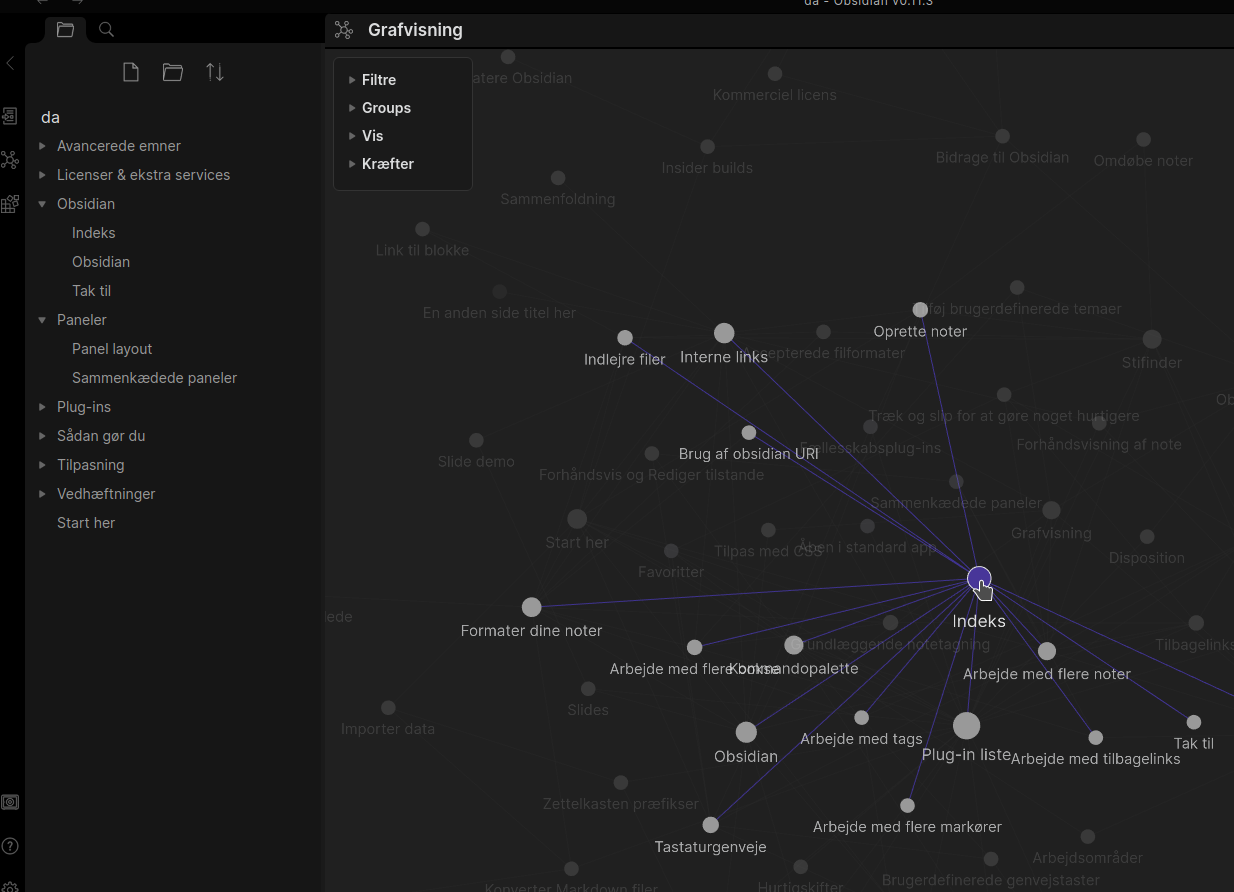 da - Obsidian v0.11.3
Grafvisning
Filtre
Groups
Vis
Kræfter
da
Avancerede emner
Licenser & ekstra services
Obsidian
Indeks
Obsidian
Tak til
Paneler
Panel layout
Sammenkædede paneler
Plug-ins
Sådan gør du
Tilpasning
Vedhæftninger
Start her
Obsidian
Kommerciel licens
Bidrage til Obsidian
Omdøbe noter
Insider builds
Sammenfoldning
Link til blokke
En anden side titel her
brugerdefinerede temaer
Oprette noter
Indlejre filer
Interne links
Accepterede filformater
Stifinder
Træk og slip for at gøre noget hurtigere
Forhåndsvisning af note
Brug af obsidian URI
Fællesskabsplug-ins
Slide demo
Forhåndsvis og Rediger tilstande
Sammenkædede paneler
Grafvisning
Start her
Tilpas med CSS
Åben i standard app
Disposition
Favoritter
Indeks
Formater dine noter
Grundlæggende notetagning
Tilbagelinks
Arbejde med flere bokse
Kommandopalette
Arbejde med flere noter
Slides
Importer data
Arbejde med tags
Tak til
Obsidian
Plug-in liste
Arbejde med tilbagelinks
Zettelkasten præfikser
Arbejde med flere markører
Tastaturgenveje
Arbejdsområder
Brugerdefinerede genvejstaster
Hurtigskifter
Konverter Markdown filer